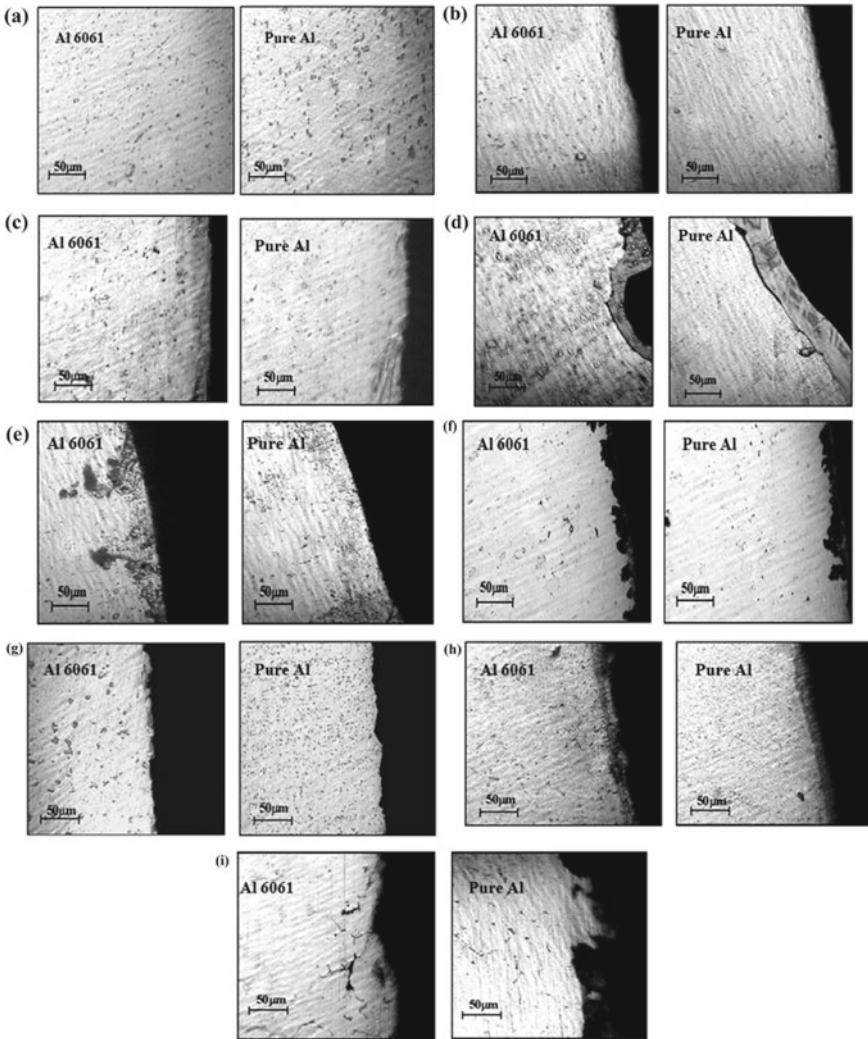 (a)
Al 6061
Pure Al
50μm
50μm
(b)
Al 6061
Pure Al
50μm
50μm
(c)
Al 6061
Pure Al
50μm
50μm
(d)
Al 6061
Pure Al
50μm
50μm
(e)
Al 6061
Pure Al
50μm
50μm
(f)
Al 6061
Pure Al
50μm
50μm
(g)
Al 6061
Pure Al
50μm
50μm
(h)
Al 6061
Pure Al
50μm
50μm
(i)
Al 6061
Pure Al
50μm
50μm